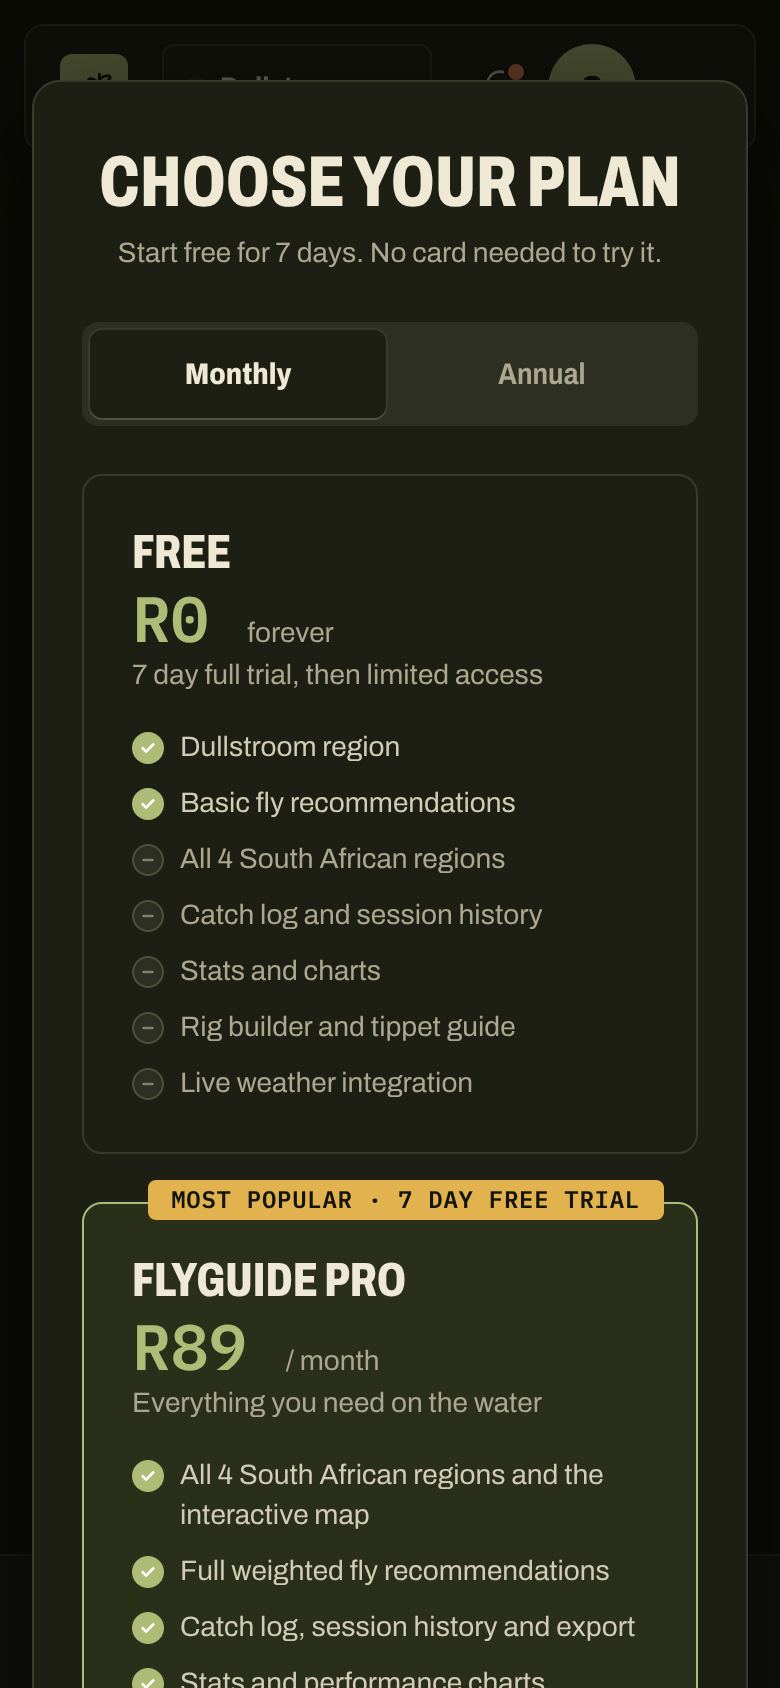 CHOOSE YOUR PLAN
Start free for 7 days. No card needed to try it.
Monthly
Annual
FREE
R0 forever
7 day full trial, then limited access
Dullstroom region
Basic fly recommendations
All 4 South African regions
Catch log and session history
Stats and charts
Rig builder and tippet guide
Live weather integration
MOST POPULAR · 7 DAY FREE TRIAL
FLYGUIDE PRO
R89 / month
Everything you need on the water
All 4 South African regions and the
interactive map
Full weighted fly recommendations
Catch log, session history and export
Stats and performance charts